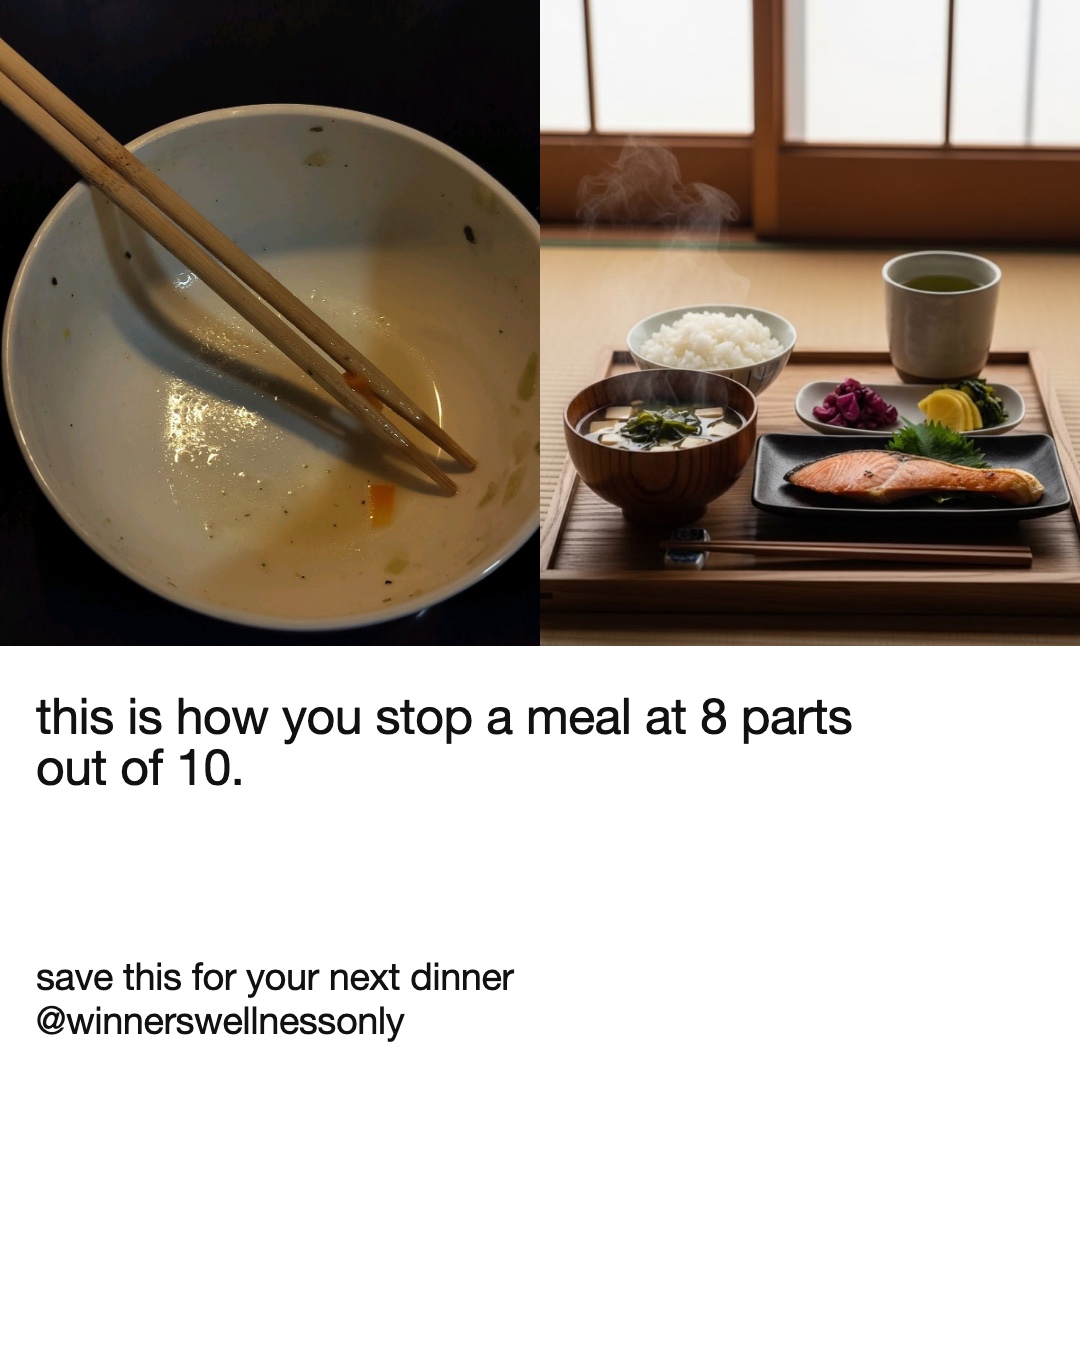 this is how you stop a meal at 8 parts
out of 10.
save this for your next dinner
@winnerswellnessonly